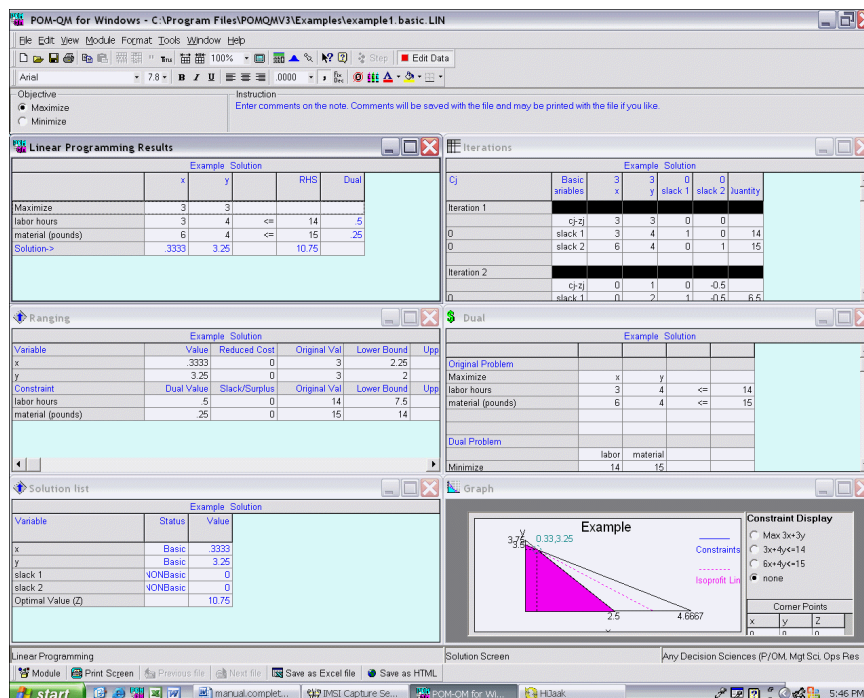 POM-QM for Windows - C:\Program Files\POMQMV3\Examples\example1.basic.LIN
File Edit View Module Format Tools Window Help
100% Step Edit Data
Arial 7.8 B I U .0000
Objective
Maximize
Minimize
Instruction
Enter comments on the note. Comments will be saved with the file and may be printed with the file if you like.
Linear Programming Results
Example Solution
x y RHS Dual
Maximize 3 3
labor hours 3 4 <= 14 .5
material (pounds) 6 4 <= 15 .25
Solution-> .3333 3.25 10.75
Iterations
Example Solution
Cj Basic 3 3 0 0
ariables x y slack 1 slack 2 Quantity
Iteration 1
cj-zj 3 3 0 0
0 slack 1 3 4 1 0 14
0 slack 2 6 4 0 1 15
Iteration 2
cj-zj 0 1 0 -0.5
0 slack 1 0 2 1 -0.5 6.5
Ranging
Example Solution
Variable Value Reduced Cost Original Val Lower Bound Upp
x .3333 0 3 2.25
y 3.25 0 3 2
Constraint Dual Value Slack/Surplus Original Val Lower Bound Upp
labor hours .5 0 14 7.5
material (pounds) .25 0 15 14
$ Dual
Example Solution
Original Problem
Maximize x y
labor hours 3 4 <= 14
material (pounds) 6 4 <= 15
Dual Problem
labor material
Minimize 14 15
Solution list
Example Solution
Variable Status Value
x Basic .3333
y Basic 3.25
slack 1 NONBasic 0
slack 2 NONBasic 0
Optimal Value (Z) 10.75
Graph
Example
y
3.75
3.5
0.33,3.25
2.5 4.6667
Constraints
Isoprofit Lin
Constraint Display
Max 3x+3y
3x+4y<=14
6x+4y<=15
none
Corner Points
x y Z
0 0 0
Linear Programming Solution Screen Any Decision Sciences (P/OM, Mgt Sci, Ops Res
Module Print Screen Previous file Next file Save as Excel file Save as HTML
start manual.complet... IMSI Capture Se... POM-QM for Wi... HiJaak 5:46 PM